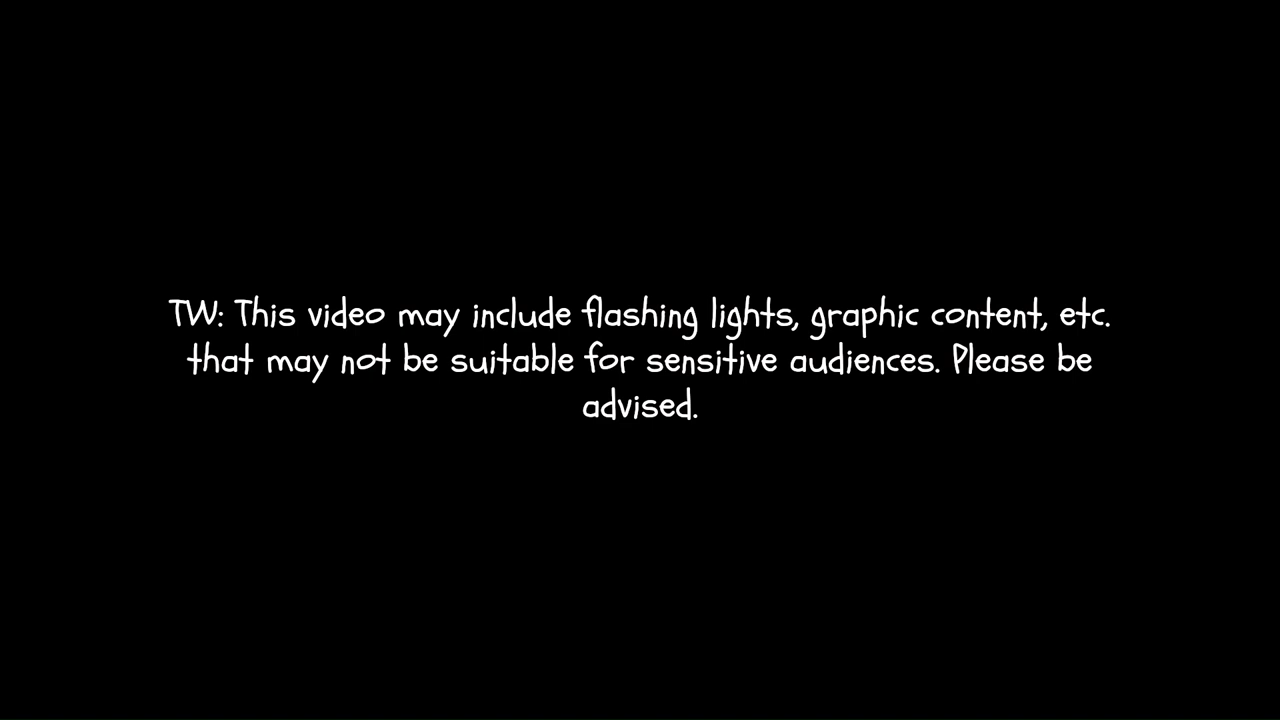 TW: This video may include flashing lights, graphic content, etc.
that may not be suitable for sensitive audiences. Please be
advised.